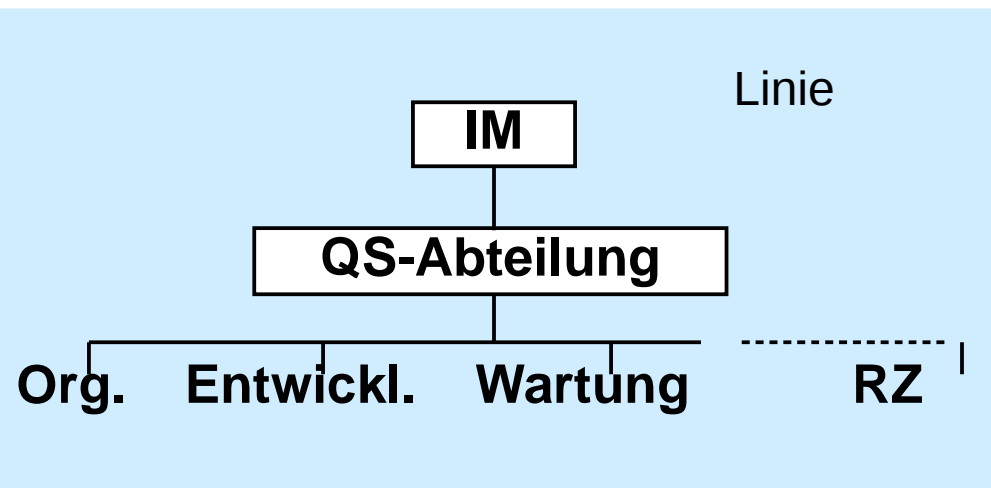 Linie
IM
QS-Abteilung
Org. Entwickl. Wartung RZ